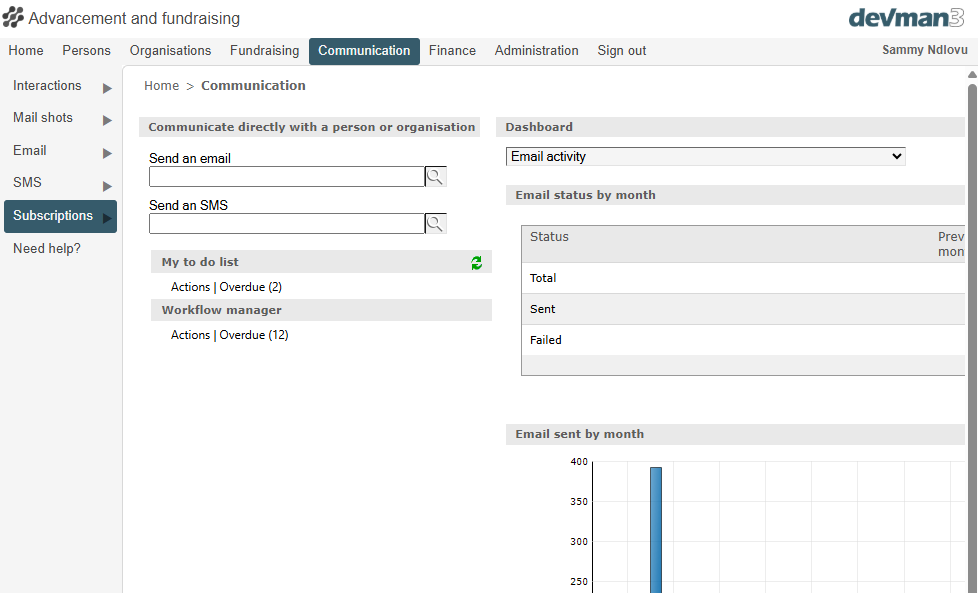 Advancement and fundraising
devman3
Home Persons Organisations Fundraising Communication Finance Administration Sign out
Sammy Ndlovu
Interactions
Mail shots
Email
SMS
Subscriptions
Need help?
Home > Communication
Communicate directly with a person or organisation
Send an email
Send an SMS
My to do list
Actions | Overdue (2)
Workflow manager
Actions | Overdue (12)
Dashboard
Email activity
Email status by month
Status
Prev
mon
Total
Sent
Failed
Email sent by month
400
350
300
250